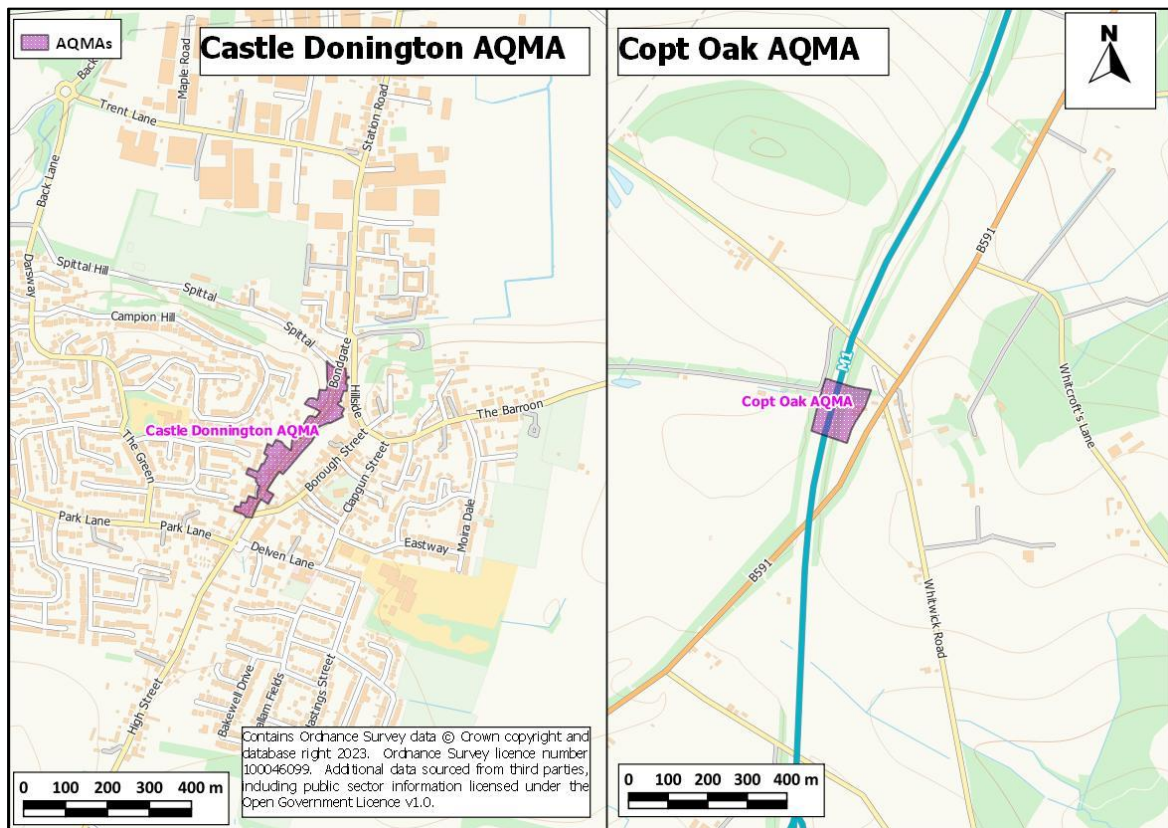 AQMAs
Castle Donington AQMA
Back
Maple Road
Trent Lane
Station Road
Back Lane
Darsway
Spittal Hill
Spittal
Campion Hill
Spittal
Bondgate
Hillside
The Barroon
Castle Donnington AQMA
The Green
Borough Street
Clapgun Street
Park Lane
Park Lane
Delven Lane
Eastway
Moira Dale
High Street
Bakewell Drive
allam Fields
Hastings Street
Contains Ordnance Survey data © Crown copyright and
database right 2023. Ordnance Survey licence number
100046099. Additional data sourced from third parties,
including public sector information licensed under the
Open Government Licence v1.0.
0 100 200 300 400 m
Copt Oak AQMA
N
B591
M1
Copt Oak AQMA
Whitcroft's Lane
B591
Whitwick Road
0 100 200 300 400 m